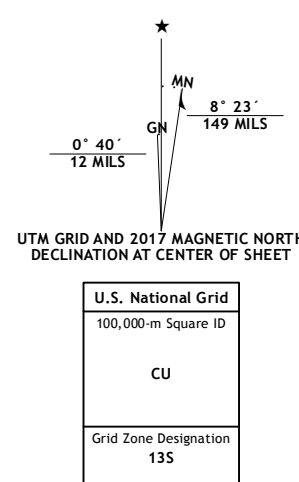 ★
MN
GN
8° 23´
149 MILS
0° 40´
12 MILS
UTM GRID AND 2017 MAGNETIC NORTH
DECLINATION AT CENTER OF SHEET
U.S. National Grid
100,000-m Square ID
CU
Grid Zone Designation
13S